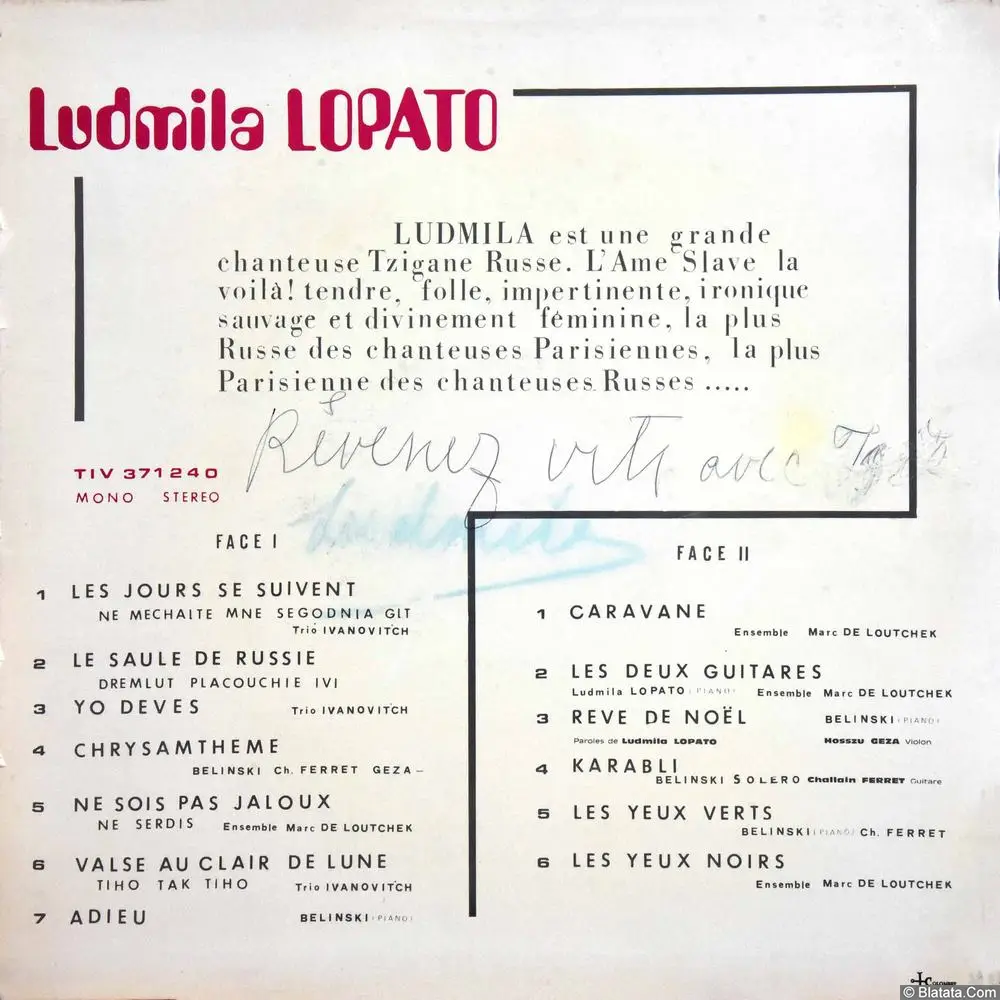 Ludmila LOPATO
LUDMILA est une grande
chanteuse Tzigane Russe. L'Ame Slave la
voilà! tendre, folle, impertinente, ironique
sauvage et divinement féminine, la plus
Russe des chanteuses Parisiennes, la plus
Parisienne des chanteuses Russes .....
Revenez vite avec
TIV 371240
MONO STEREO
Ludmila
FACE I
1 LES JOURS SE SUIVENT
NE MECHAITE MNE SEGODNIA GIT
Trio IVANOVITCH
2 LE SAULE DE RUSSIE
DREMLUT PLACOUCHIE IVI
3 YO DEVES Trio IVANOVITCH
4 CHRYSAMTHEME
BELINSKI Ch. FERRET GEZA –
5 NE SOIS PAS JALOUX
NE SERDIS Ensemble Marc DE LOUTCHEK
6 VALSE AU CLAIR DE LUNE
TIHO TAK TIHO Trio IVANOVITCH
7 ADIEU BELINSKI (PIANO)
FACE II
1 CARAVANE
Ensemble Marc DE LOUTCHEK
2 LES DEUX GUITARES
Ludmila LOPATO (PIANO) Ensemble Marc DE LOUTCHEK
3 REVE DE NOËL BELINSKI (PIANO)
Paroles de Ludmila LOPATO Hosszu GEZA Violon
4 KARABLI
BELINSKI SOLERO Challain FERRET Guitare
5 LES YEUX VERTS
BELINSKI (PIANO) Ch. FERRET
6 LES YEUX NOIRS
Ensemble Marc DE LOUTCHEK
© Blatata.Com